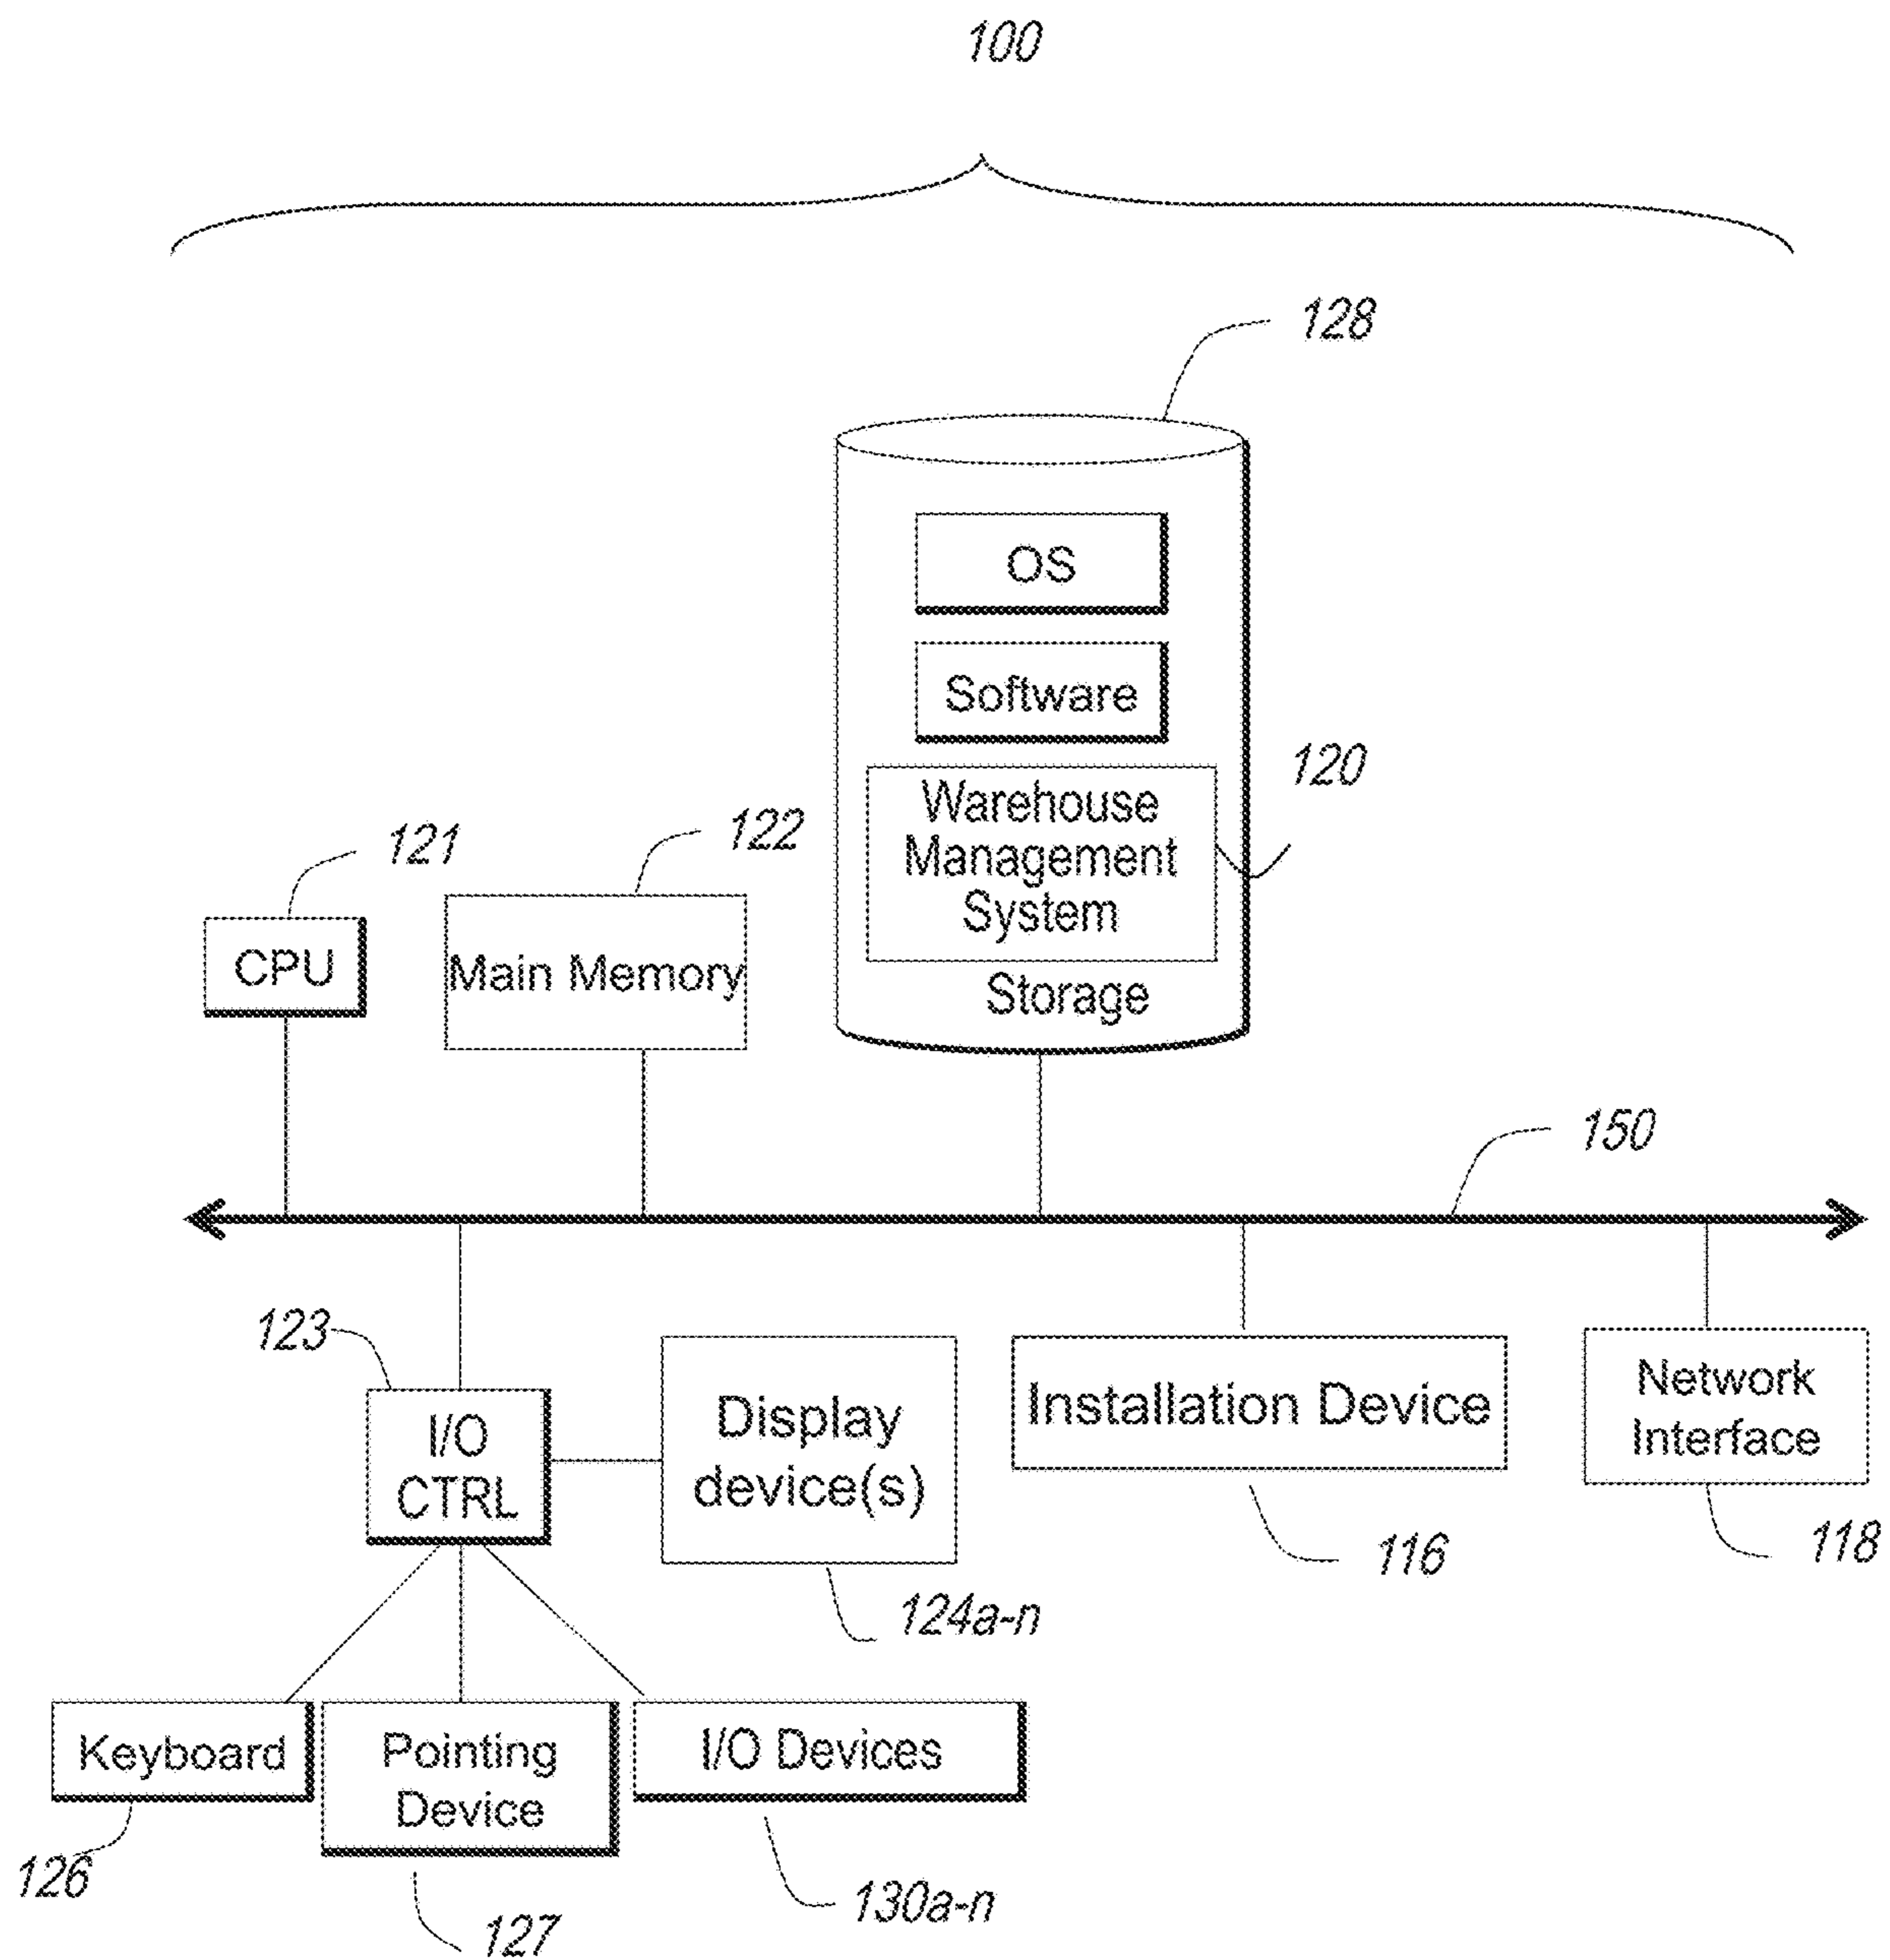 100
128
OS
Software
120
Warehouse
Management
System
Storage
121
122
CPU
Main Memory
150
123
I/O
CTRL
Display
device(s)
Installation Device
Network
Interface
116
118
124a-n
Keyboard
Pointing
Device
I/O Devices
126
127
130a-n